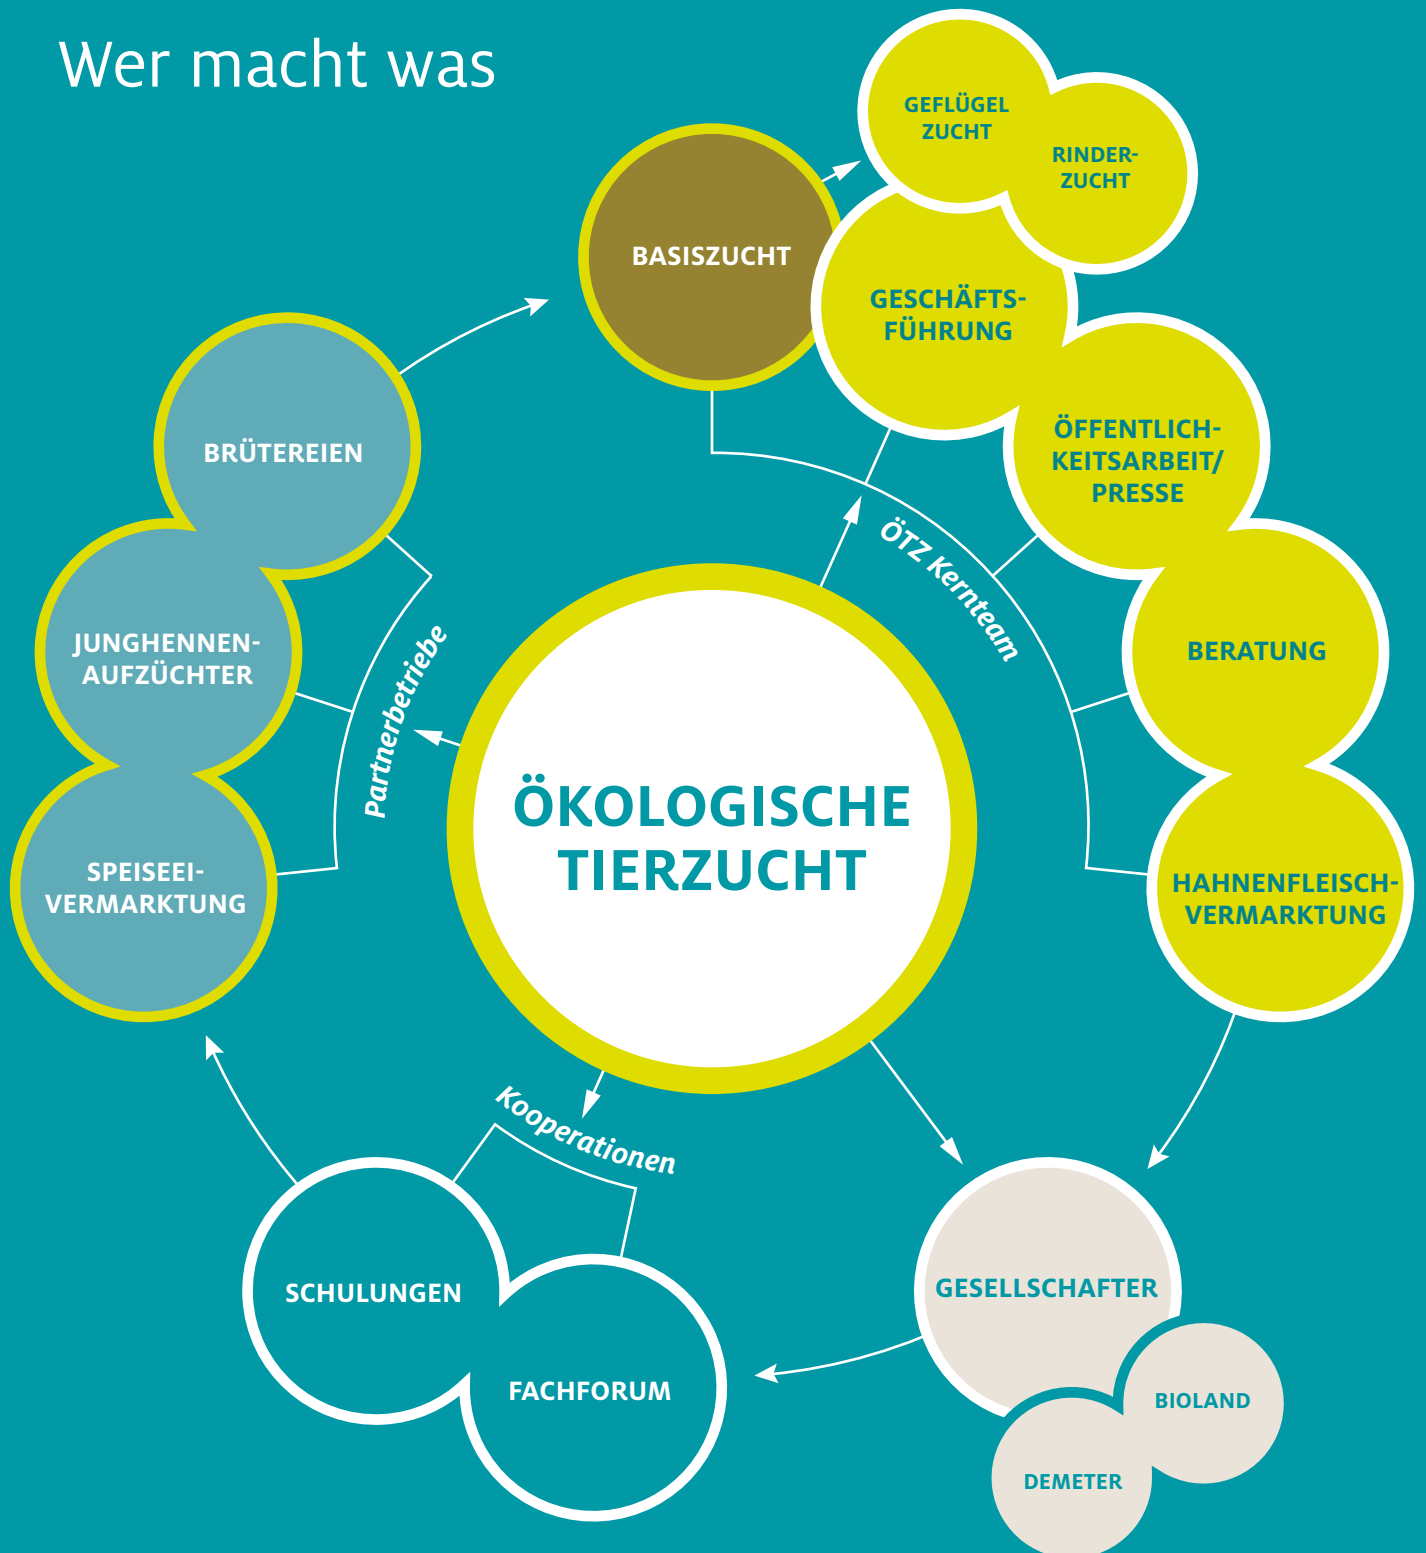 Wer macht was
GEFLÜGEL
ZUCHT
RINDER-
ZUCHT
BASISZUCHT
GESCHÄFTS-
FÜHRUNG
ÖFFENTLICH-
KEITSARBEIT/
PRESSE
BRÜTEREIEN
ÖTZ Kernteam
JUNGHENNEN-
AUFZÜCHTER
Partnerbetriebe
BERATUNG
ÖKOLOGISCHE
TIERZUCHT
SPEISEEI-
VERMARKTUNG
HAHNENFLEISCH-
VERMARKTUNG
Kooperationen
SCHULUNGEN
FACHFORUM
GESELLSCHAFTER
BIOLAND
DEMETER